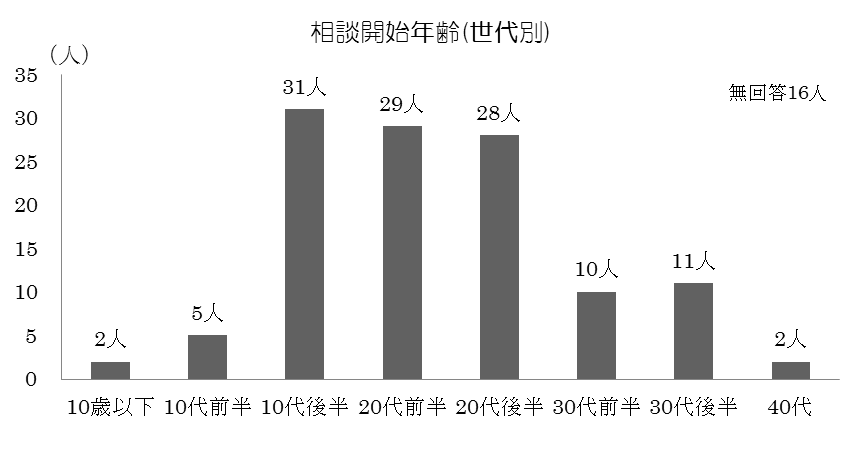 相談開始年齢(世代別)
(人)
無回答16人
35
30
25
20
15
10
5
0
2人
5人
31人
29人
28人
10人
11人
2人
10歳以下 10代前半 10代後半 20代前半 20代後半 30代前半 30代後半 40代